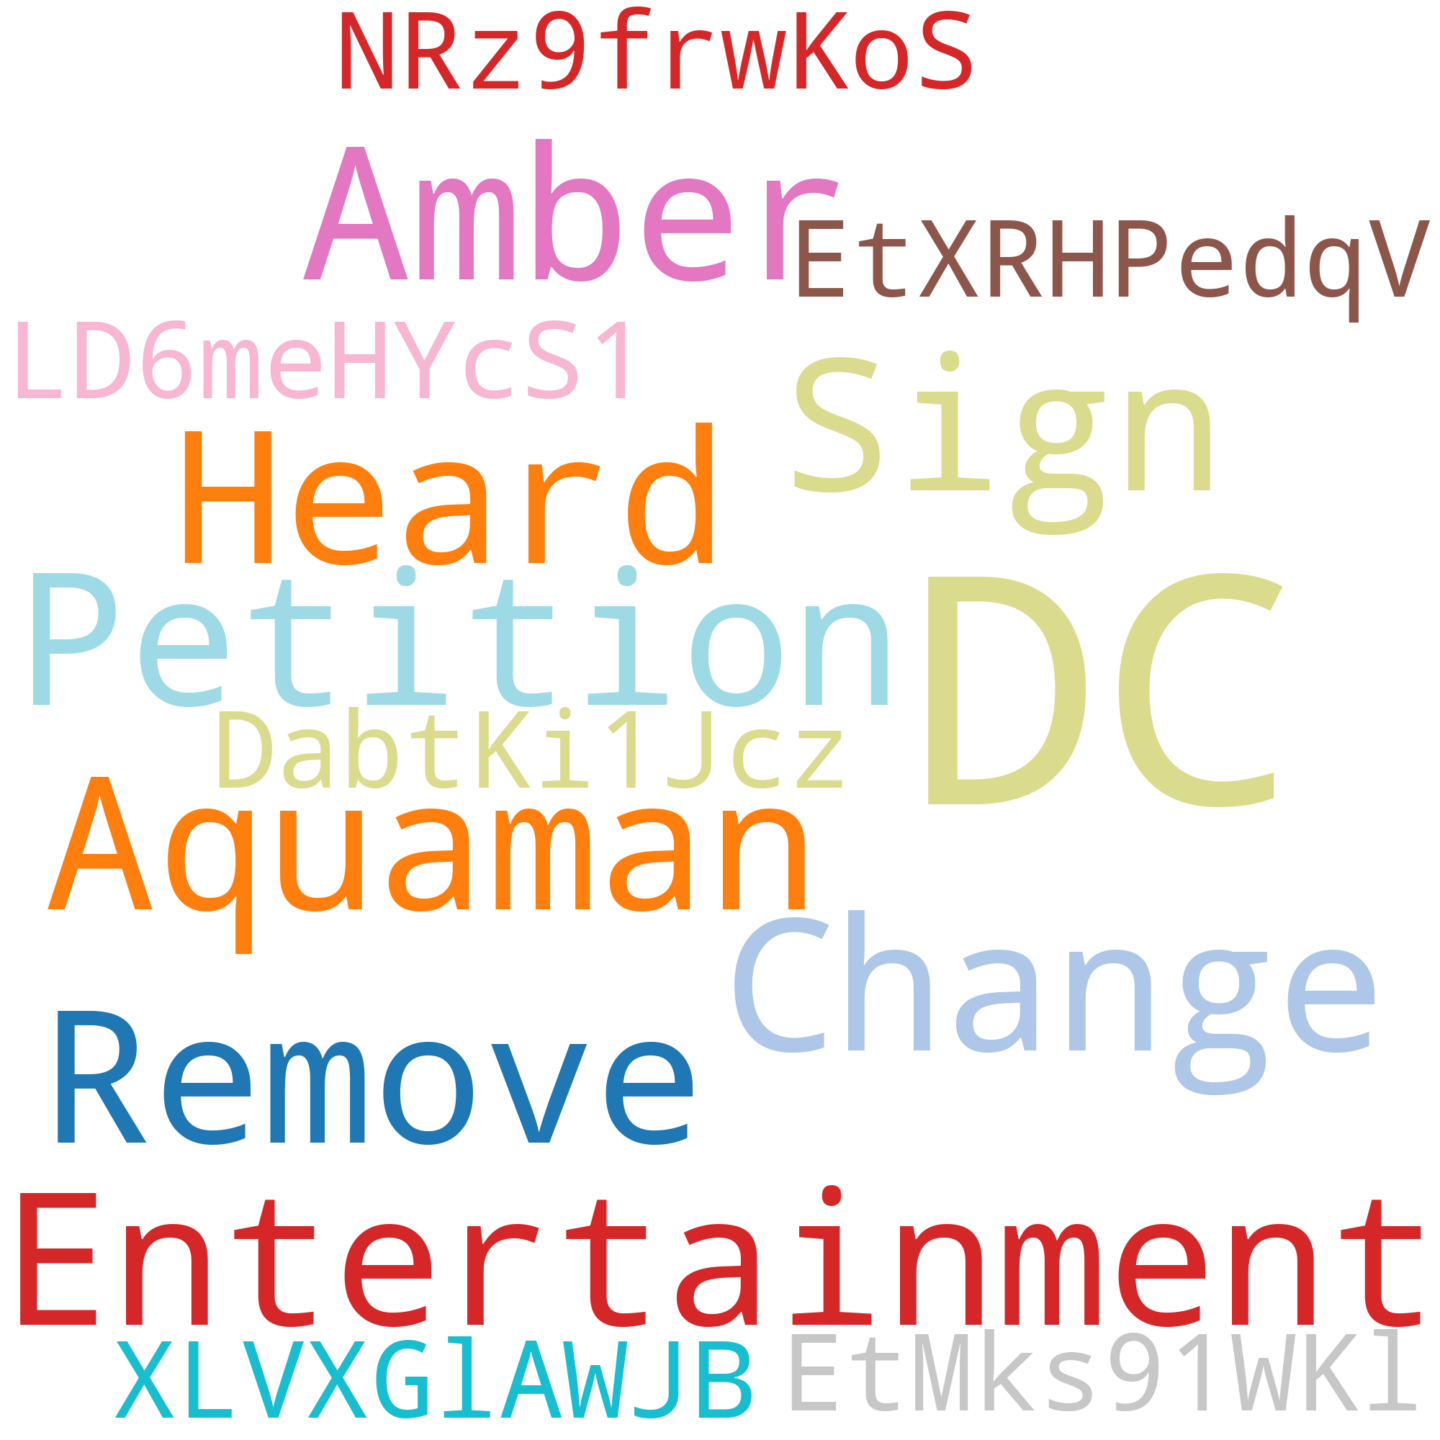 NRz9frwKoS
Amber
EtXRHPedqV
LD6meHYcS1
Sign
Heard
Petition
DC
DabtKi1Jcz
Aquaman
Change
Remove
Entertainment
XLVXGlAWJB
EtMks91WKl